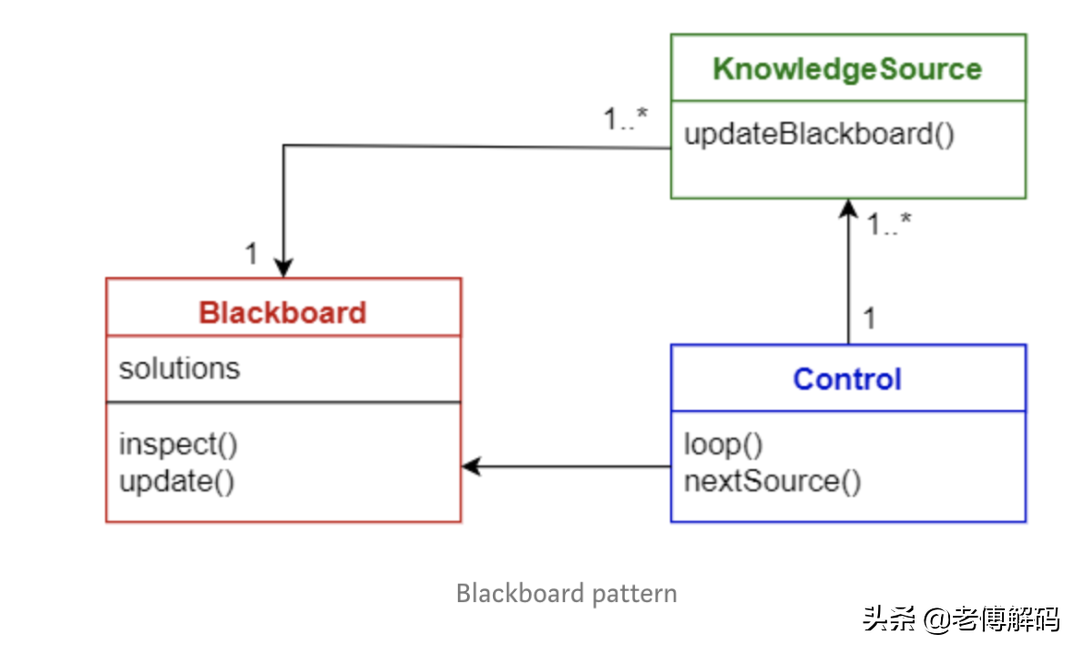 KnowledgeSource
1..*
updateBlackboard()
1..*
1
1
Blackboard
solutions
inspect()
update()
Control
loop()
nextSource()
Blackboard pattern
头条 @老傅解码